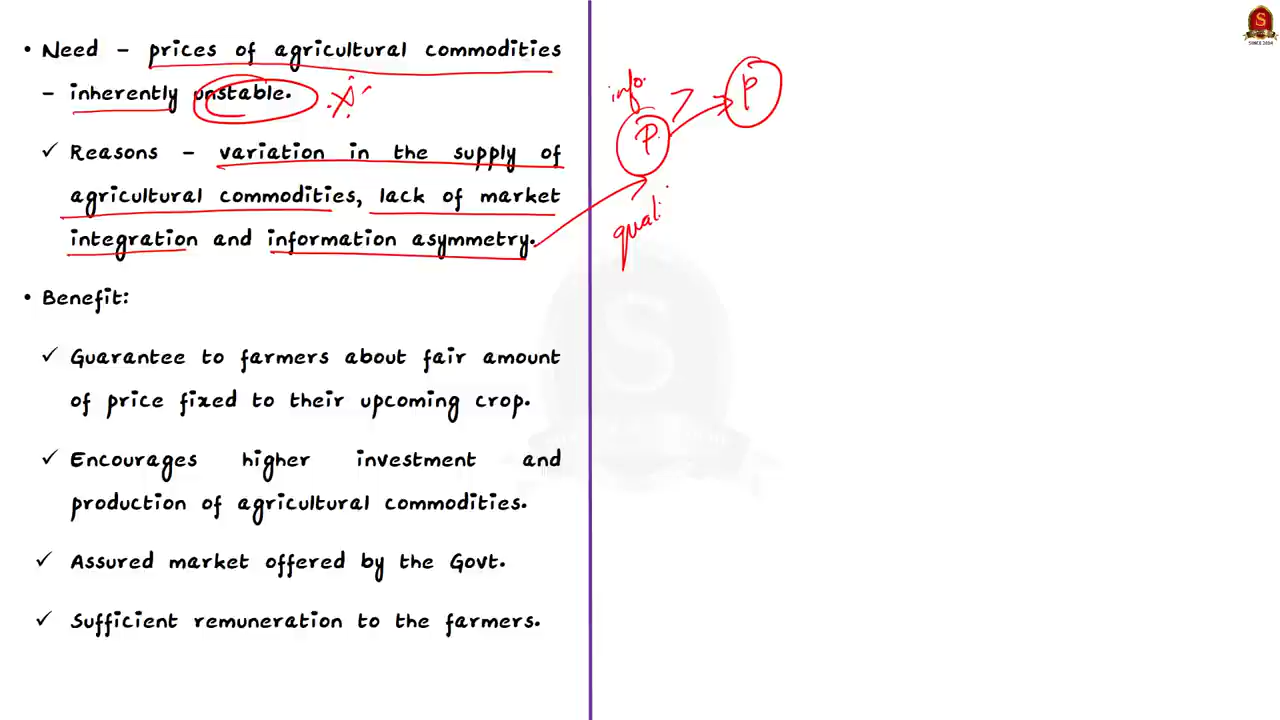 • Need – prices of agricultural commodities
– inherently unstable.
✓ Reasons – variation in the supply of
agricultural commodities, lack of market
integration and information asymmetry.
• Benefit:
✓ Guarantee to farmers about fair amount
of price fixed to their upcoming crop.
✓ Encourages higher investment and
production of agricultural commodities.
✓ Assured market offered by the Govt.
✓ Sufficient remuneration to the farmers.
info.
P
P
quali
S
SINCE 2004